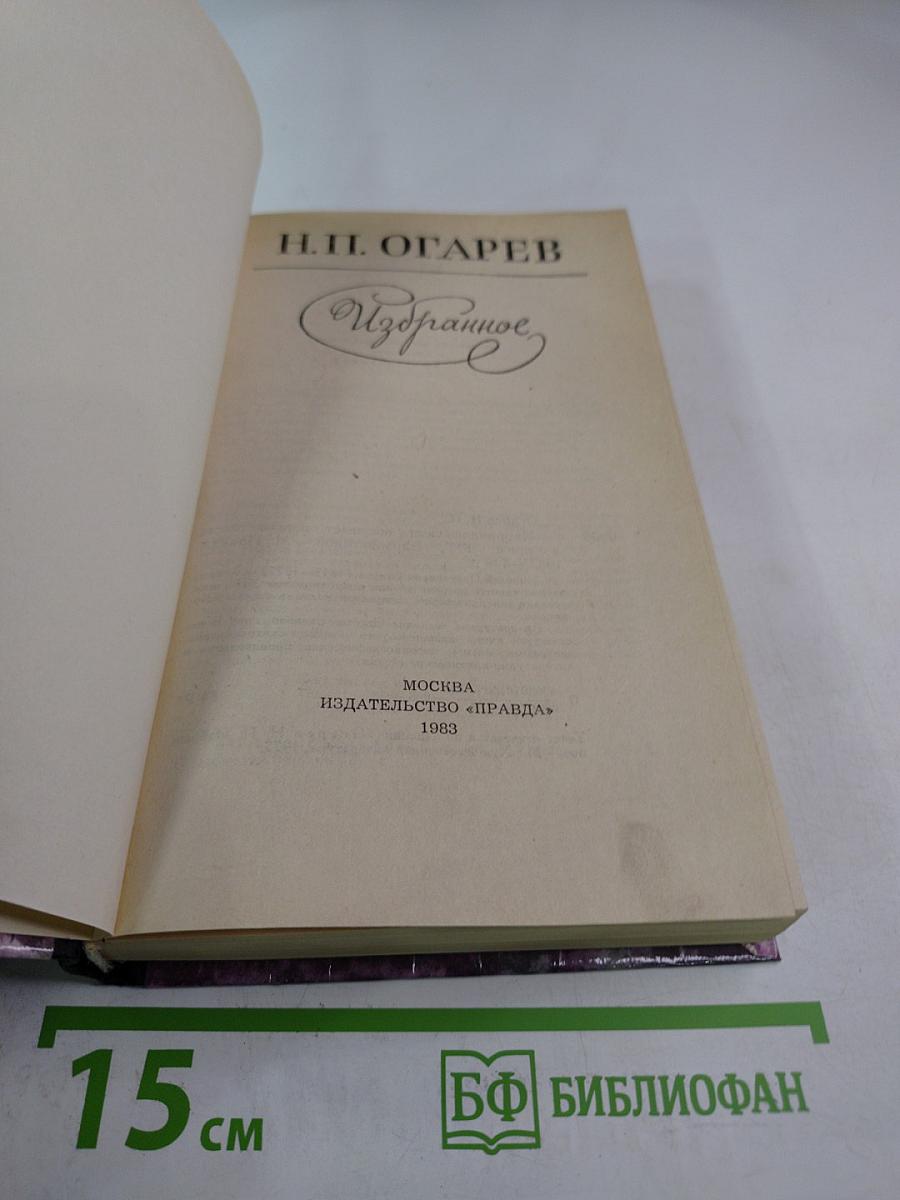 Н.П. ОГАРЕВ
Избранное
МОСКВА
ИЗДАТЕЛЬСТВО «ПРАВДА»
1983
15 см
БФ БИБЛИОФАН